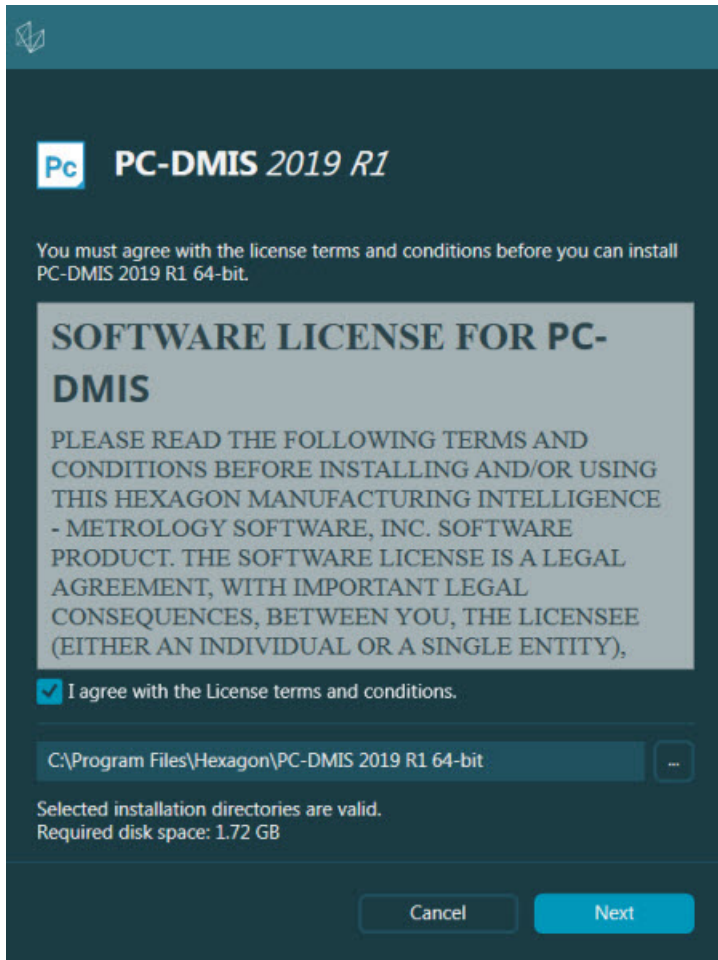 Pc PC-DMIS 2019 R1
You must agree with the license terms and conditions before you can install
PC-DMIS 2019 R1 64-bit.
SOFTWARE LICENSE FOR PC-
DMIS
PLEASE READ THE FOLLOWING TERMS AND
CONDITIONS BEFORE INSTALLING AND/OR USING
THIS HEXAGON MANUFACTURING INTELLIGENCE
- METROLOGY SOFTWARE, INC. SOFTWARE
PRODUCT. THE SOFTWARE LICENSE IS A LEGAL
AGREEMENT, WITH IMPORTANT LEGAL
CONSEQUENCES, BETWEEN YOU, THE LICENSEE
(EITHER AN INDIVIDUAL OR A SINGLE ENTITY),
I agree with the License terms and conditions.
C:\Program Files\Hexagon\PC-DMIS 2019 R1 64-bit ...
Selected installation directories are valid.
Required disk space: 1.72 GB
Cancel Next